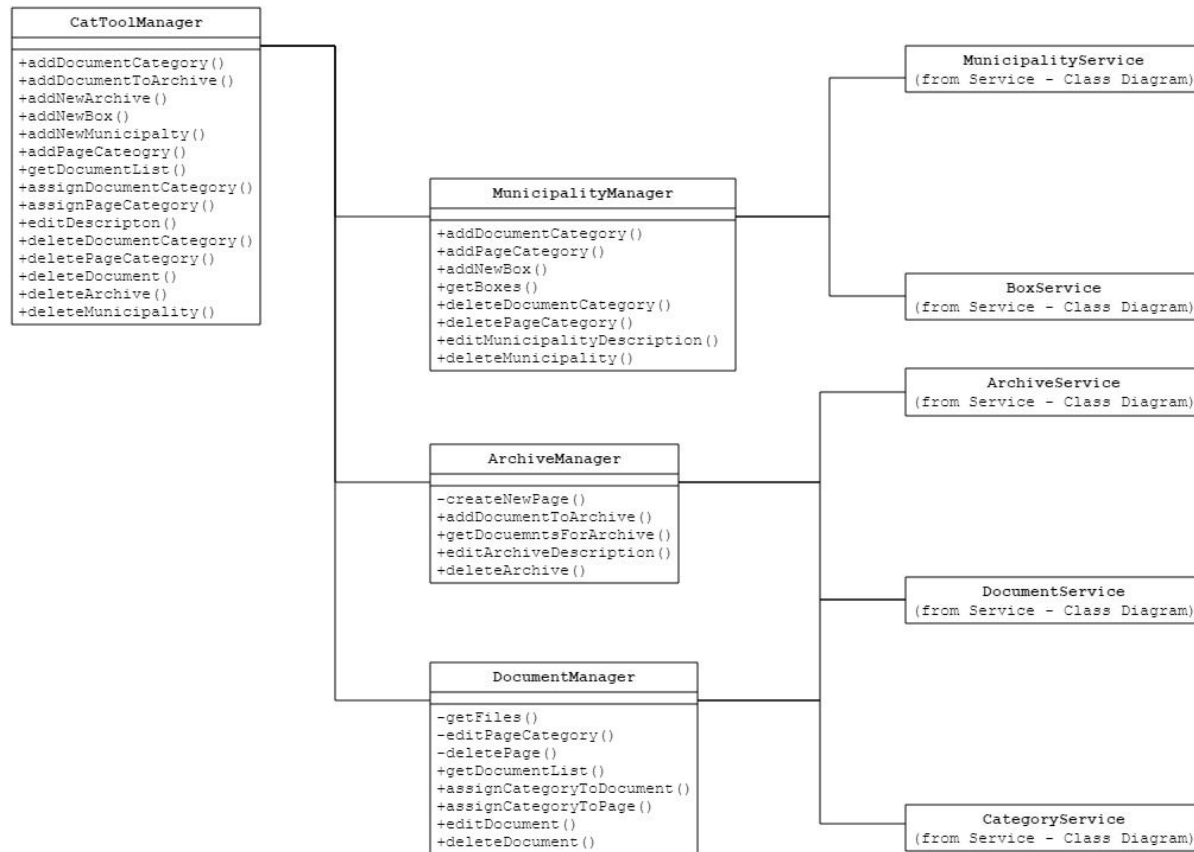 CatToolManager
+addDocumentCategory()
+addDocumentToArchive()
+addNewArchive()
+addNewBox()
+addNewMunicipalty()
+addPageCateogry()
+getDocumentList()
+assignDocumentCategory()
+assignPageCategory()
+editDescripton()
+deleteDocumentCategory()
+deletePageCategory()
+deleteDocument()
+deleteArchive()
+deleteMunicipality()
MunicipalityManager
+addDocumentCategory()
+addPageCategory()
+addNewBox()
+getBoxes()
+deleteDocumentCategory()
+deletePageCategory()
+editMunicipalityDescription()
+deleteMunicipality()
ArchiveManager
-createNewPage()
+addDocumentToArchive()
+getDocuemntsForArchive()
+editArchiveDescription()
+deleteArchive()
DocumentManager
-getFiles()
-editPageCategory()
-deletePage()
+getDocumentList()
+assignCategoryToDocument()
+assignCategoryToPage()
+editDocument()
+deleteDocument()
MunicipalityService
(from Service - Class Diagram)
BoxService
(from Service - Class Diagram)
ArchiveService
(from Service - Class Diagram)
DocumentService
(from Service - Class Diagram)
CategoryService
(from Service - Class Diagram)